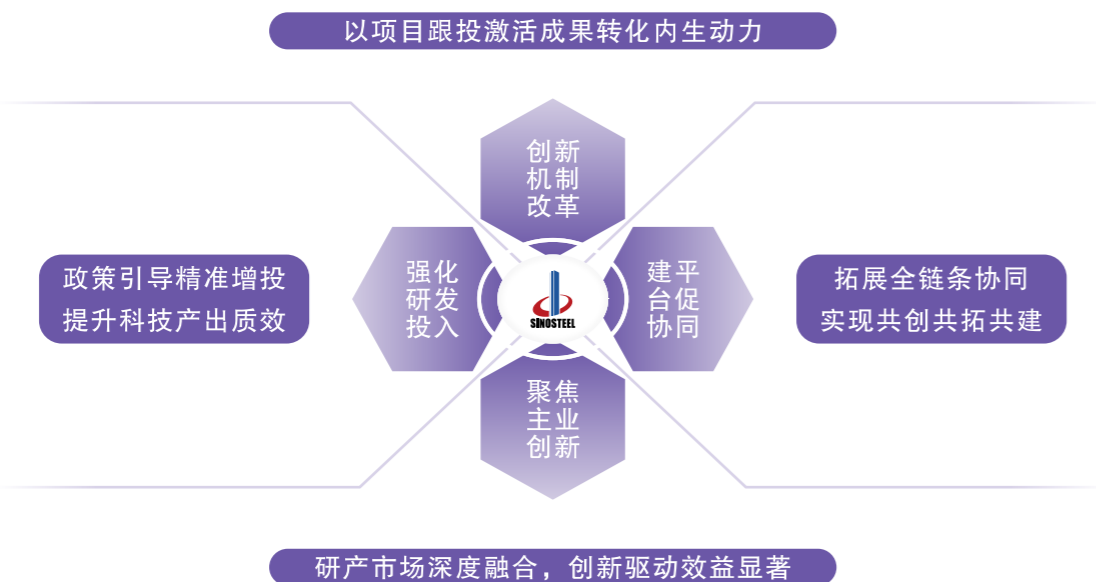 以项目跟投激活成果转化内生动力
创新
机制
改革
政策引导精准增投
提升科技产出质效
强化
研发
投入
SINOSTEEL
建平
台促
协同
拓展全链条协同
实现共创共拓共建
聚焦
主业
创新
研产市场深度融合，创新驱动效益显著